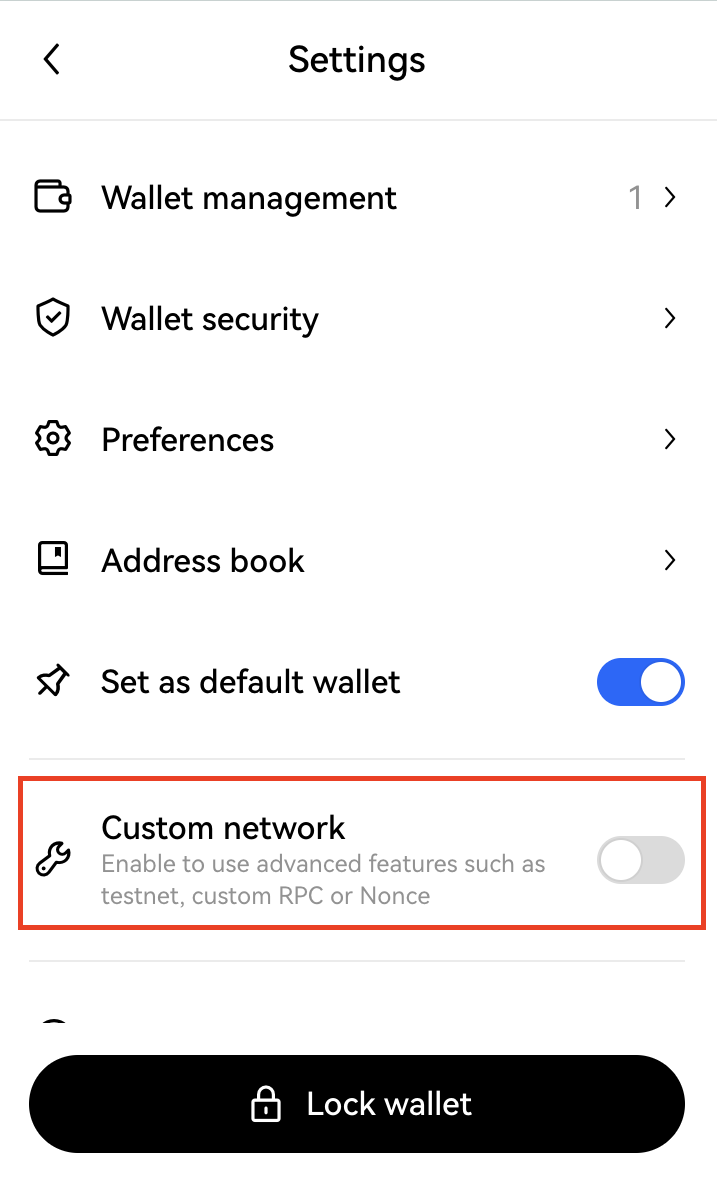 Settings
Wallet management 1
Wallet security
Preferences
Address book
Set as default wallet
Custom network
Enable to use advanced features such as
testnet, custom RPC or Nonce
Lock wallet